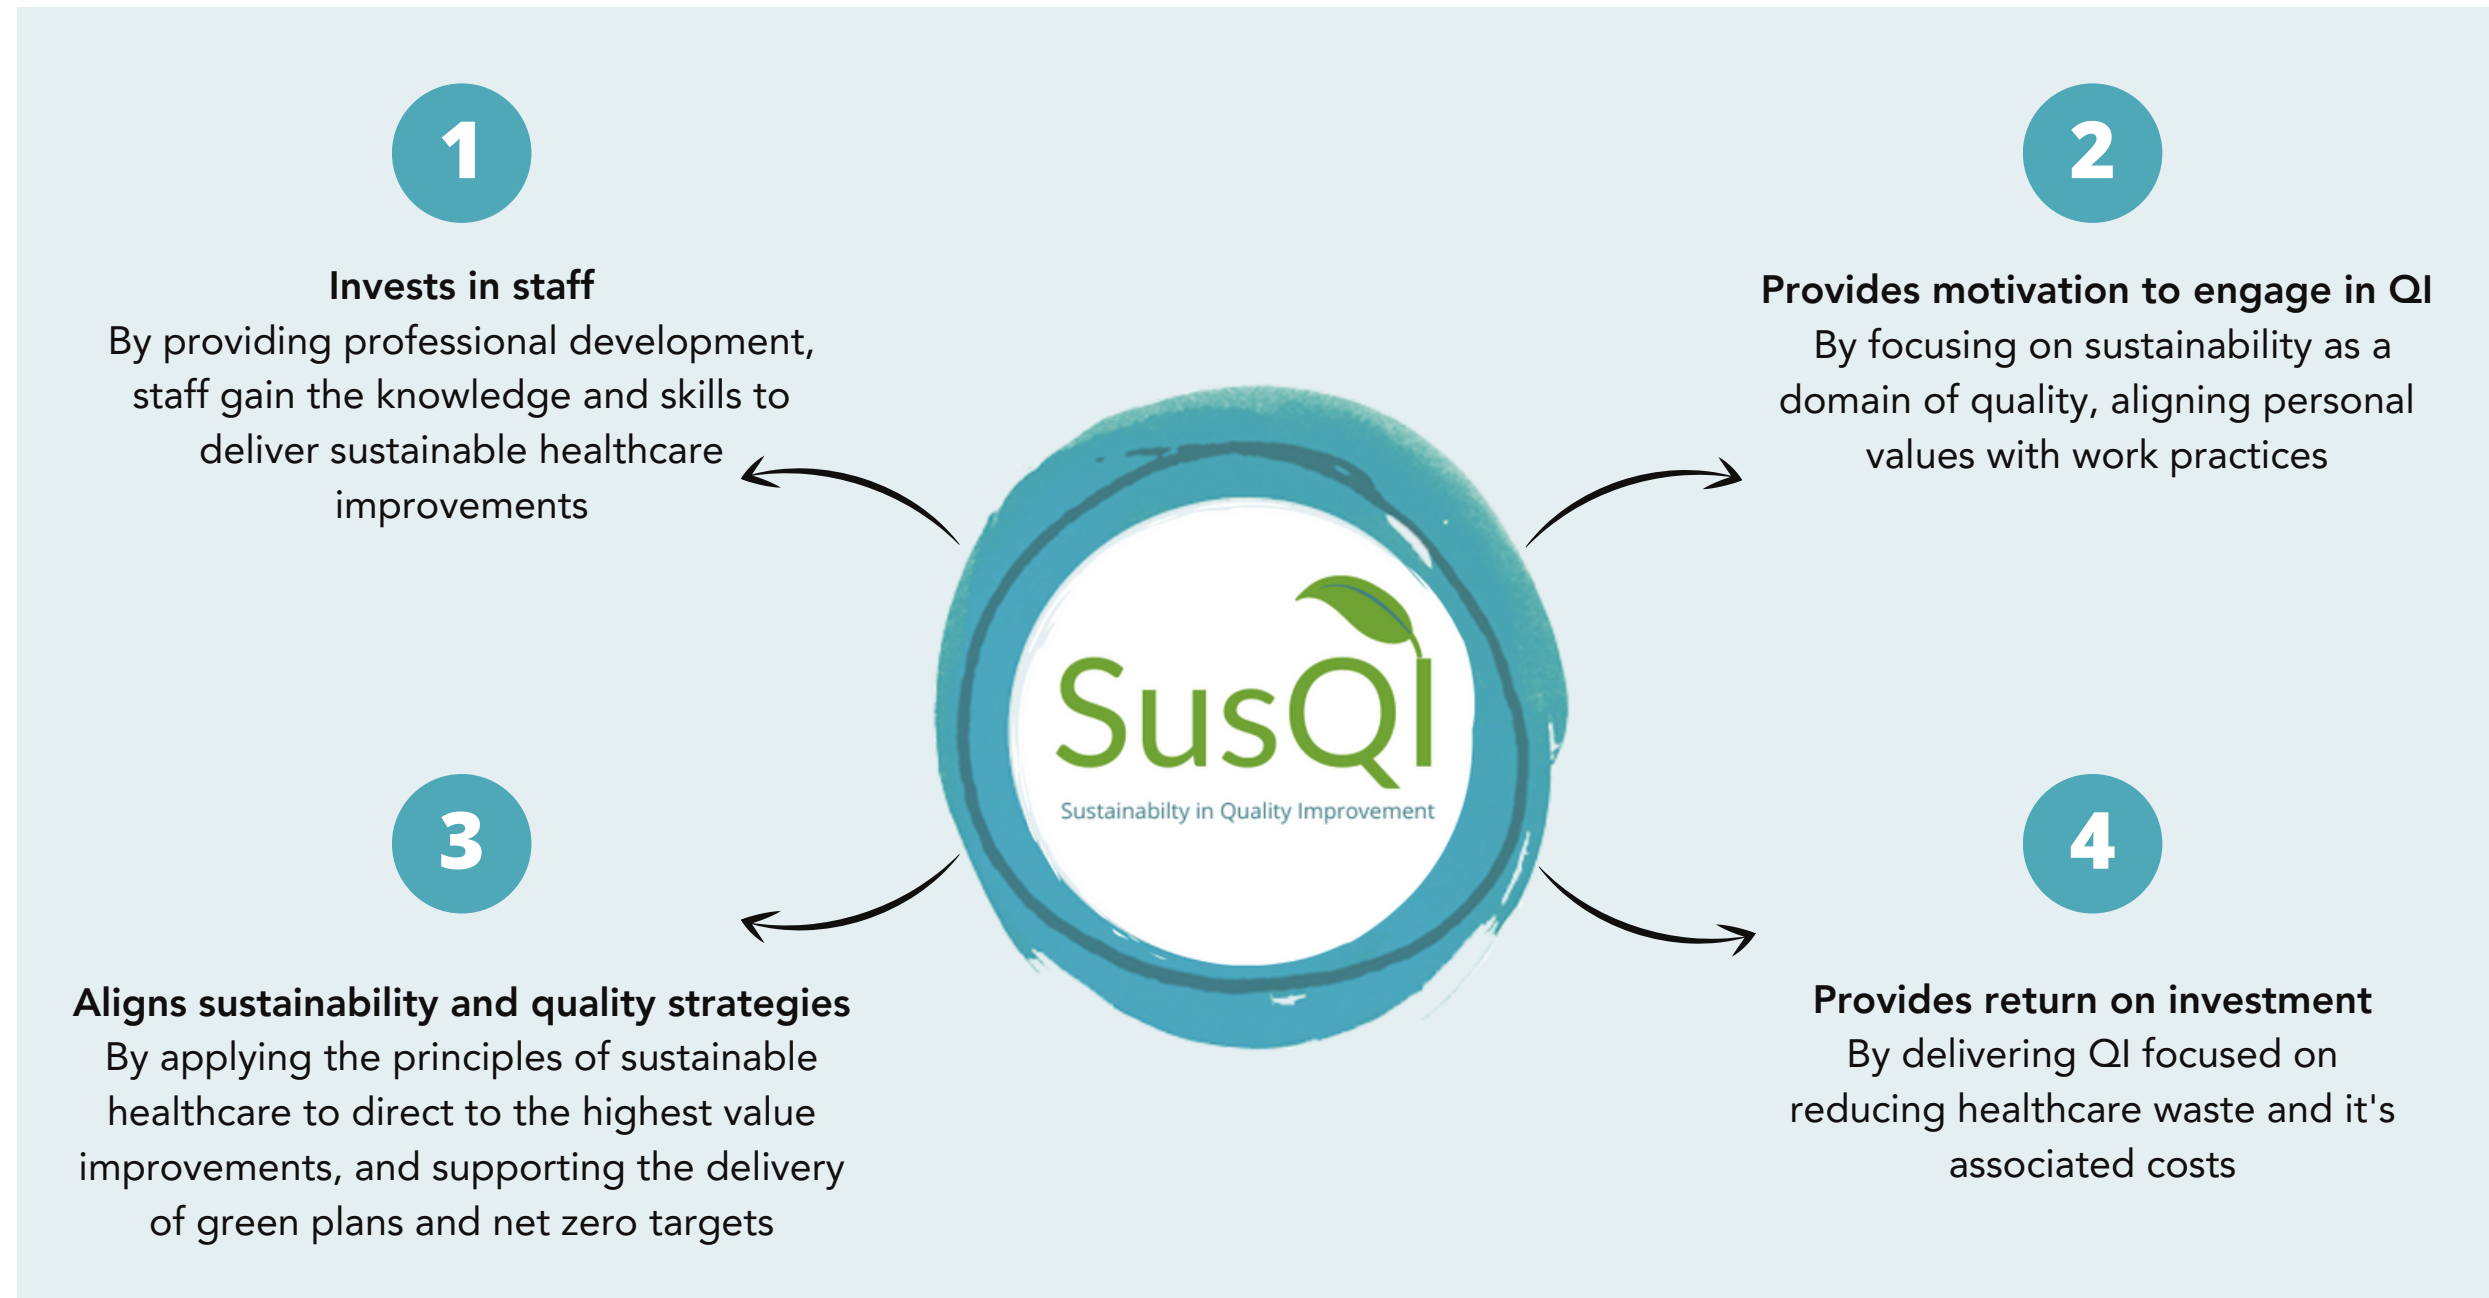 1
Invests in staff
By providing professional development,
staff gain the knowledge and skills to
deliver sustainable healthcare
improvements
2
Provides motivation to engage in QI
By focusing on sustainability as a
domain of quality, aligning personal
values with work practices
SusQI
Sustainabilty in Quality Improvement
3
Aligns sustainability and quality strategies
By applying the principles of sustainable
healthcare to direct to the highest value
improvements, and supporting the delivery
of green plans and net zero targets
4
Provides return on investment
By delivering QI focused on
reducing healthcare waste and it's
associated costs